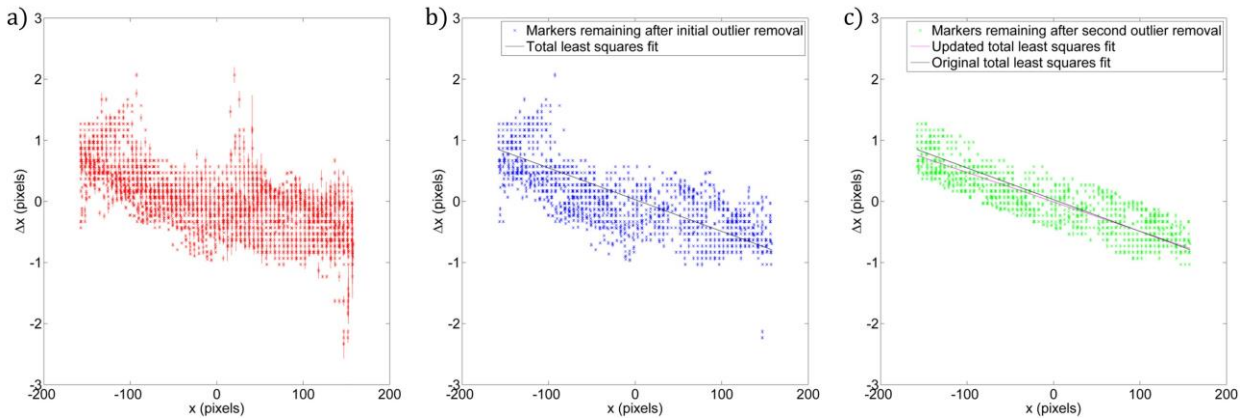 a)
3
2
1
0
-1
-2
-3
-200
-100
0
100
200
Δx (pixels)
x (pixels)
b)
Markers remaining after initial outlier removal
Total least squares fit
3
2
1
0
-1
-2
-3
-200
-100
0
100
200
Δx (pixels)
x (pixels)
c)
Markers remaining after second outlier removal
Updated total least squares fit
Original total least squares fit
3
2
1
0
-1
-2
-3
-200
-100
0
100
200
Δx (pixels)
x (pixels)